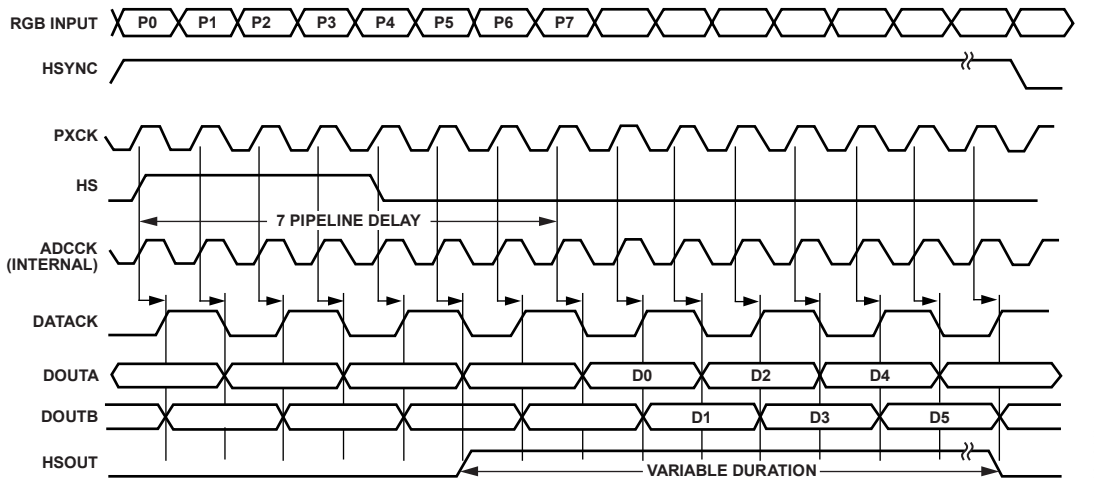 RGB INPUT P0 P1 P2 P3 P4 P5 P6 P7
HSYNC
PXCK
HS
7 PIPELINE DELAY
ADCCK
(INTERNAL)
DATACK
DOUTA D0 D2 D4
DOUTB D1 D3 D5
HSOUT
VARIABLE DURATION